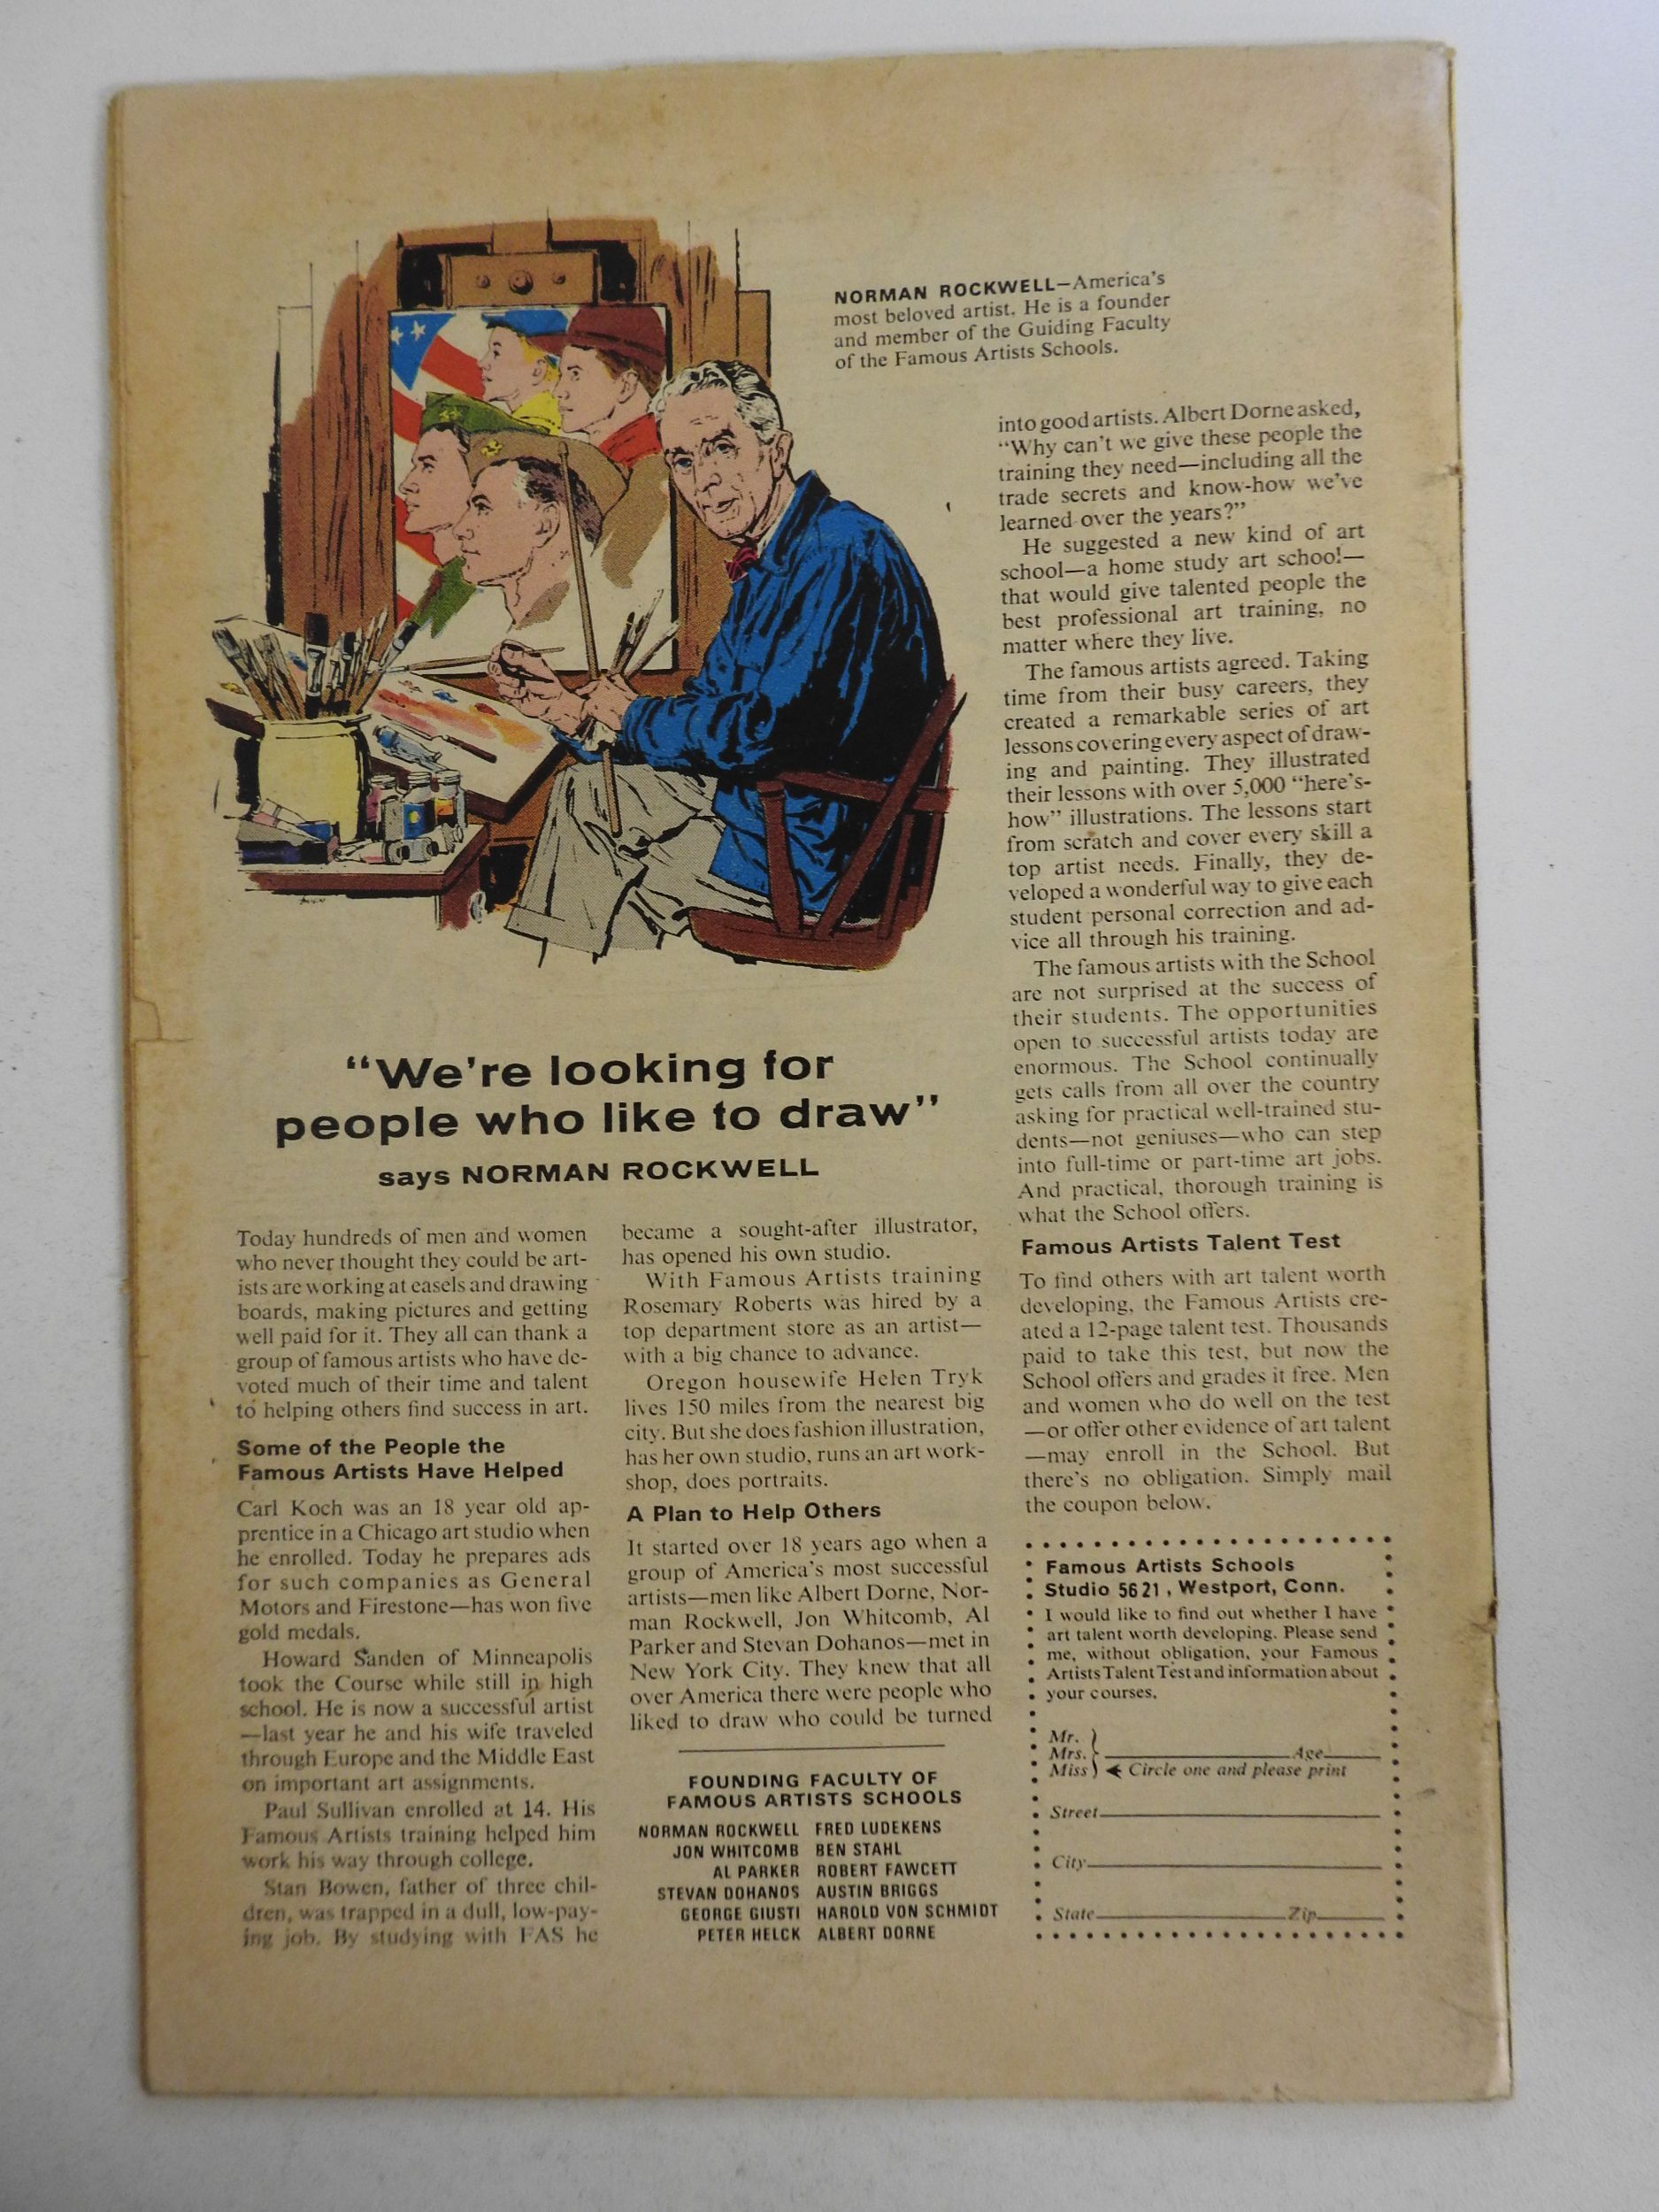 NORMAN ROCKWELL—America's
most beloved artist. He is a founder
and member of the Guiding Faculty
of the Famous Artists Schools.
"We're looking for
people who like to draw"
says NORMAN ROCKWELL
Today hundreds of men and women
who never thought they could be art-
ists are working at easels and drawing
boards, making pictures and getting
well paid for it. They all can thank a
group of famous artists who have de-
voted much of their time and talent
to helping others find success in art.
Some of the People the
Famous Artists Have Helped
Carl Koch was an 18 year old ap-
prentice in a Chicago art studio when
he enrolled. Today he prepares ads
for such companies as General
Motors and Firestone—has won five
gold medals.
Howard Sanden of Minneapolis
took the Course while still in high
school. He is now a successful artist
—last year he and his wife traveled
through Europe and the Middle East
on important art assignments.
Paul Sullivan enrolled at 14. His
Famous Artists training helped him
work his way through college.
Stan Bowen, father of three chil-
dren, was trapped in a dull, low-pay-
ing job. By studying with FAS he
became a sought-after illustrator,
has opened his own studio.
With Famous Artists training
Rosemary Roberts was hired by a
top department store as an artist—
with a big chance to advance.
Oregon housewife Helen Tryk
lives 150 miles from the nearest big
city. But she does fashion illustration,
has her own studio, runs an art work-
shop, does portraits.
A Plan to Help Others
It started over 18 years ago when a
group of America's most successful
artists—men like Albert Dorne, Nor-
man Rockwell, Jon Whitcomb, Al
Parker and Stevan Dohanos—met in
New York City. They knew that all
over America there were people who
liked to draw who could be turned
FOUNDING FACULTY OF
FAMOUS ARTISTS SCHOOLS
NORMAN ROCKWELL FRED LUDEKENS
JON WHITCOMB BEN STAHL
AL PARKER ROBERT FAWCETT
STEVAN DOHANOS AUSTIN BRIGGS
GEORGE GIUSTI HAROLD VON SCHMIDT
PETER HELCK ALBERT DORNE
into good artists. Albert Dorne asked,
"Why can't we give these people the
training they need—including all the
trade secrets and know-how we've
learned over the years?"
He suggested a new kind of art
school—a home study art school—
that would give talented people the
best professional art training, no
matter where they live.
The famous artists agreed. Taking
time from their busy careers, they
created a remarkable series of art
lessons covering every aspect of draw-
ing and painting. They illustrated
their lessons with over 5,000 "here's-
how" illustrations. The lessons start
from scratch and cover every skill a
top artist needs. Finally, they de-
veloped a wonderful way to give each
student personal correction and ad-
vice all through his training.
The famous artists with the School
are not surprised at the success of
their students. The opportunities
open to successful artists today are
enormous. The School continually
gets calls from all over the country
asking for practical well-trained stu-
dents—not geniuses—who can step
into full-time or part-time art jobs.
And practical, thorough training is
what the School offers.
Famous Artists Talent Test
To find others with art talent worth
developing, the Famous Artists cre-
ated a 12-page talent test. Thousands
paid to take this test, but now the
School offers and grades it free. Men
and women who do well on the test
—or offer other evidence of art talent
—may enroll in the School. But
there's no obligation. Simply mail
the coupon below.
Famous Artists Schools
Studio 5621, Westport, Conn.
I would like to find out whether I have
art talent worth developing. Please send
me, without obligation, your Famous
Artists Talent Test and information about
your courses.
Mr.
Mrs. Age
Miss Circle one and please print
Street
City
State Zip